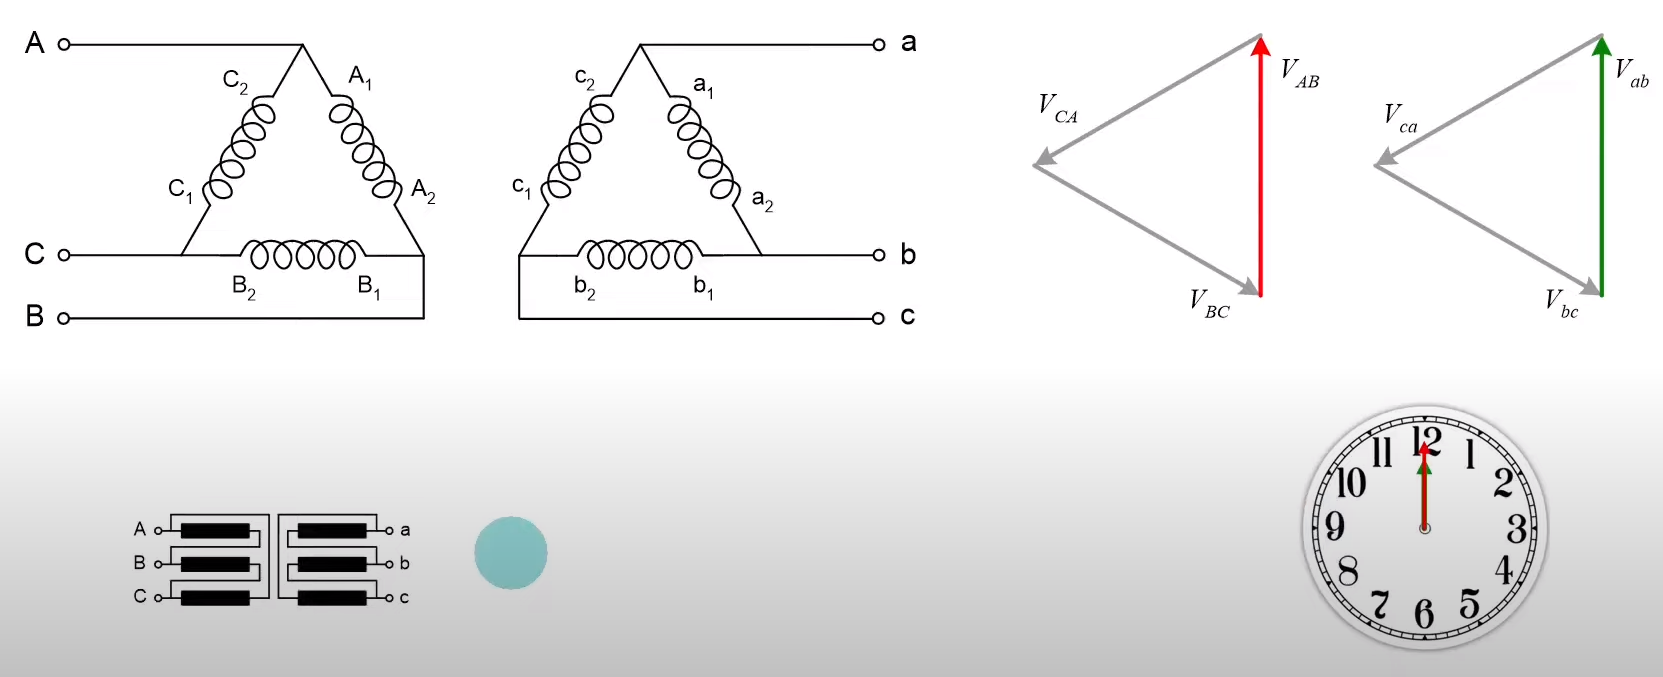 A
C
B
C₂
A₁
C₁
A₂
B₂
B₁
c₂
a₁
c₁
a₂
b₂
b₁
a
b
c
V_CA
V_AB
V_BC
V_ca
V_ab
V_bc
A
B
C
a
b
c
12
1
2
3
4
5
6
7
8
9
10
11